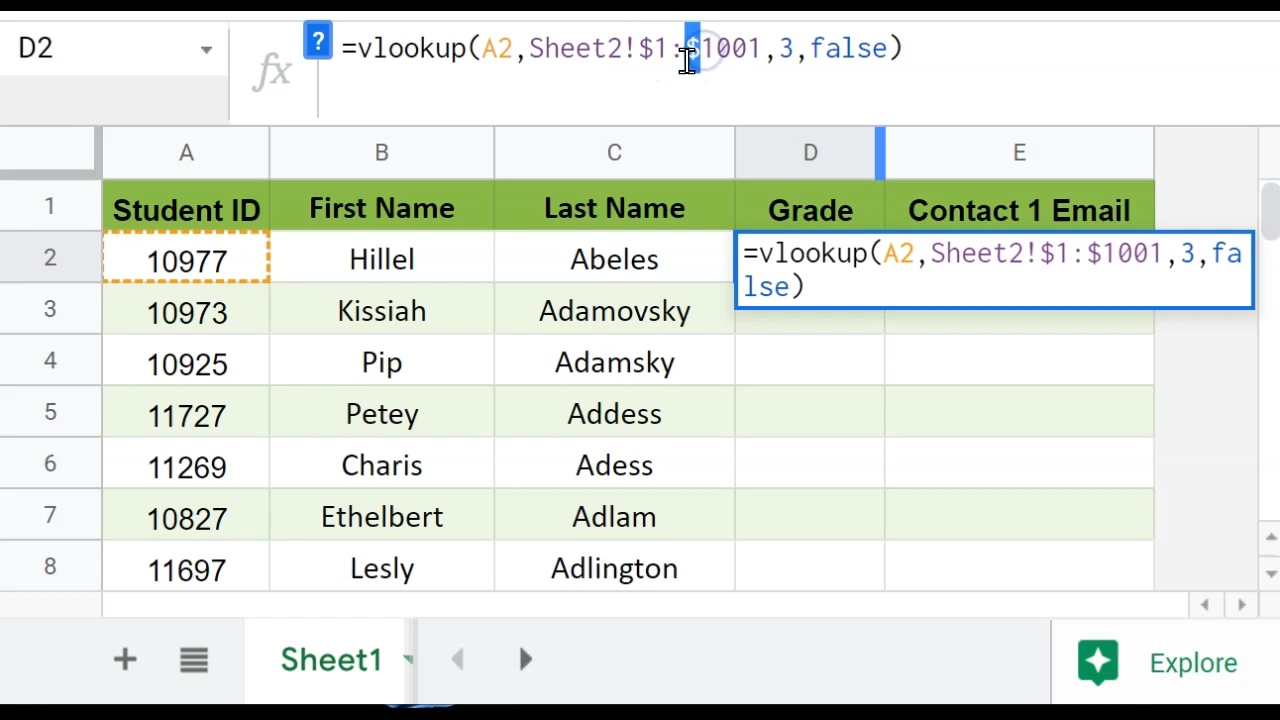 D2
?
fx
=vlookup(A2,Sheet2!$1:$1001,3,false)
A B C D E
1 Student ID First Name Last Name Grade Contact 1 Email
2 10977 Hillel Abeles =vlookup(A2,Sheet2!$1:$1001,3,fa
lse)
3 10973 Kissiah Adamovsky
4 10925 Pip Adamsky
5 11727 Petey Addess
6 11269 Charis Adess
7 10827 Ethelbert Adlam
8 11697 Lesly Adlington
Sheet1 Explore